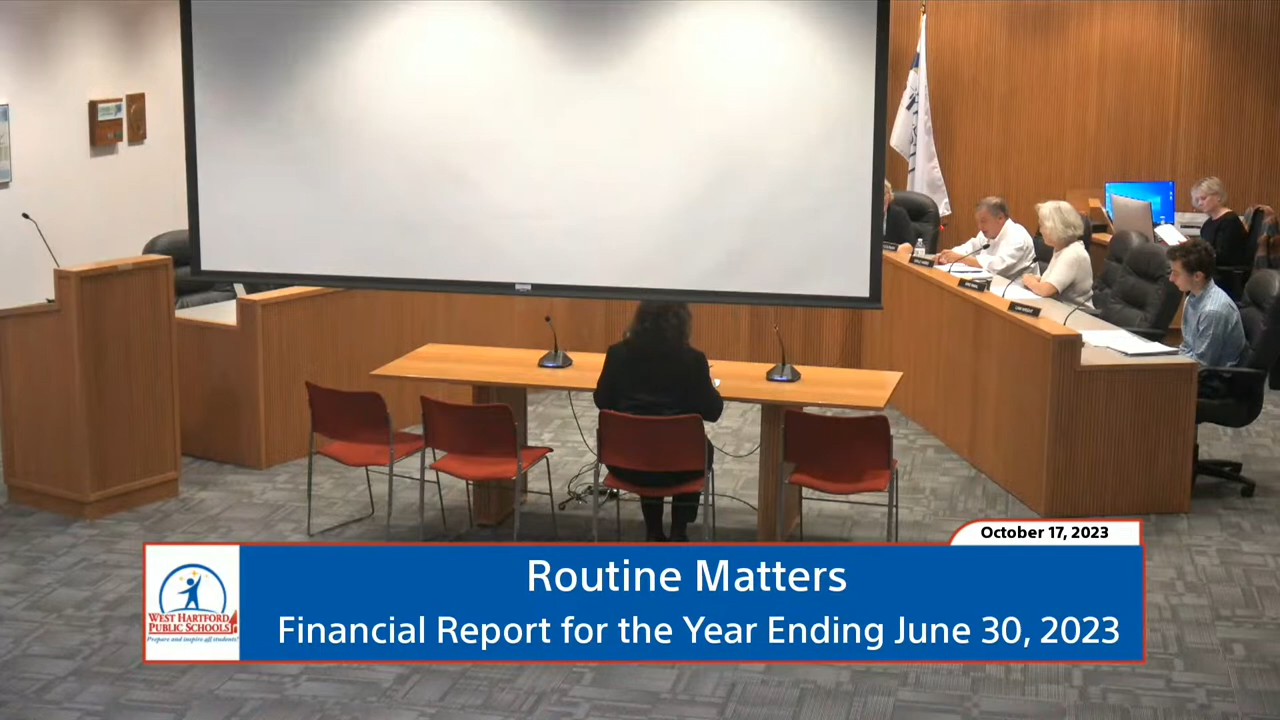 October 17, 2023
Routine Matters
Financial Report for the Year Ending June 30, 2023
WEST HARTFORD
PUBLIC SCHOOLS
Prepare and inspire all students!